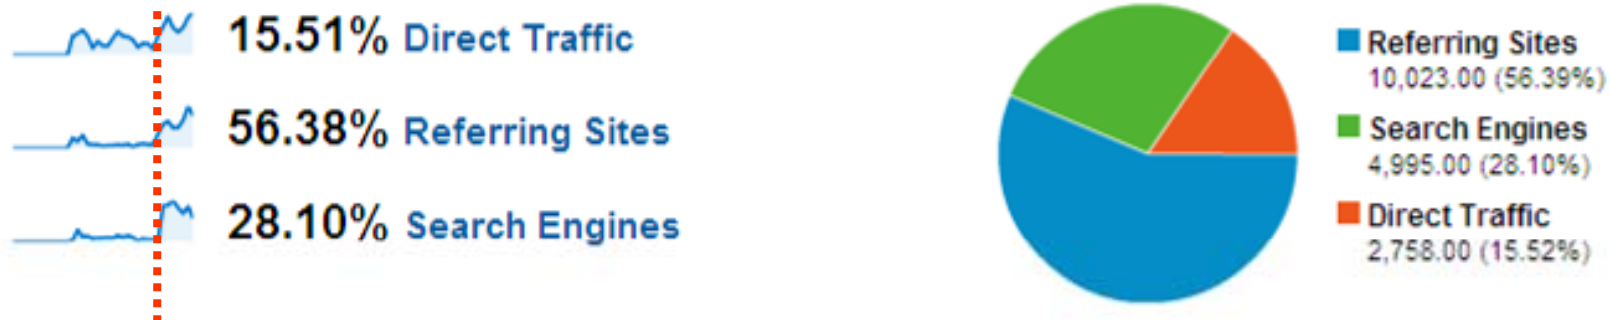 15.51% Direct Traffic
56.38% Referring Sites
28.10% Search Engines
Referring Sites
10,023.00 (56.39%)
Search Engines
4,995.00 (28.10%)
Direct Traffic
2,758.00 (15.52%)